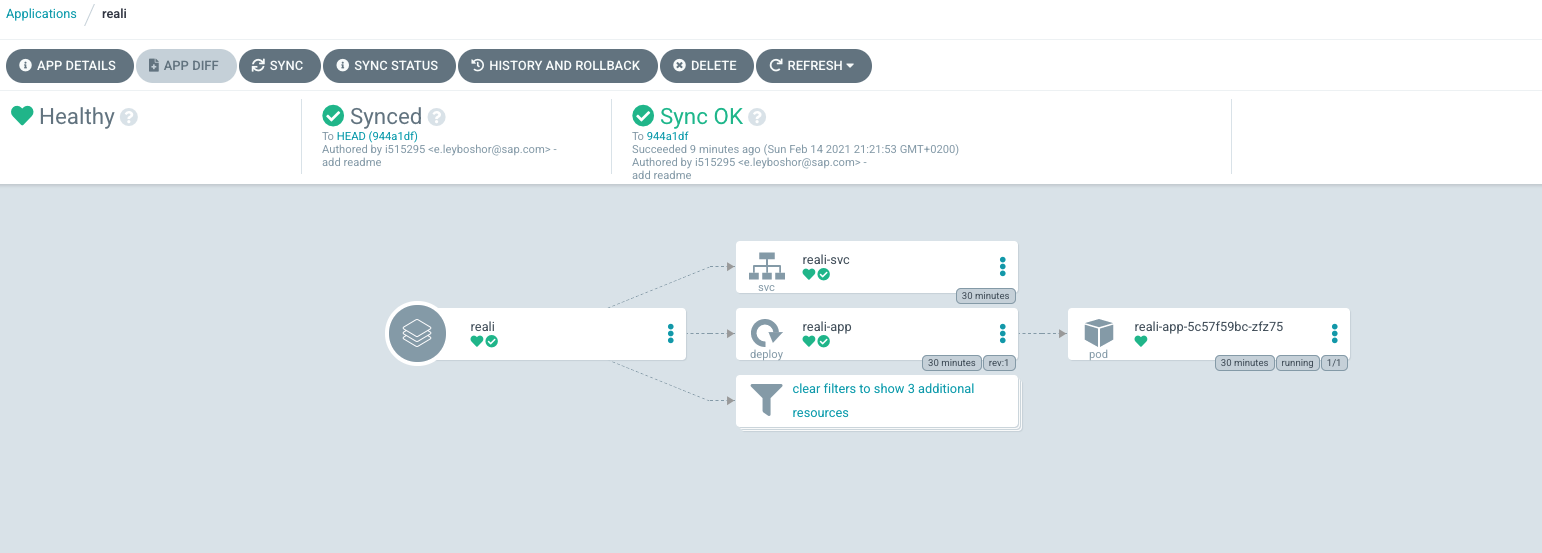 Applications / reali
APP DETAILS
APP DIFF
SYNC
SYNC STATUS
HISTORY AND ROLLBACK
DELETE
REFRESH
Healthy ?
Synced ?
To HEAD (944a1df)
Authored by i515295 <e.leyboshor@sap.com> -
add readme
Sync OK ?
To 944a1df
Succeeded 9 minutes ago (Sun Feb 14 2021 21:21:53 GMT+0200)
Authored by i515295 <e.leyboshor@sap.com> -
add readme
reali
svc
reali-svc
30 minutes
deploy
reali-app
30 minutes
rev:1
clear filters to show 3 additional
resources
pod
reali-app-5c57f59bc-zfz75
30 minutes
running
1/1